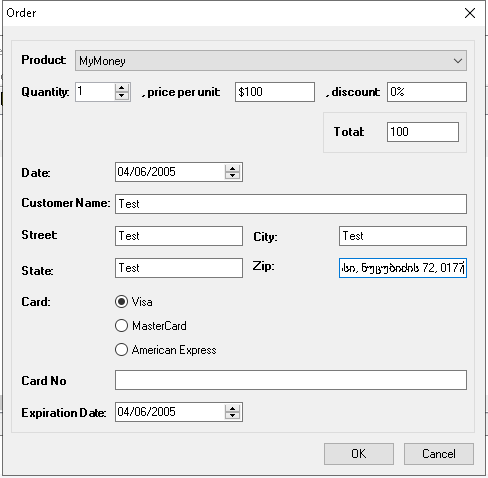 Order
Product: MyMoney
Quantity: 1 , price per unit: $100 , discount: 0%
Total: 100
Date: 04/06/2005
Customer Name: Test
Street: Test City: Test
State: Test Zip: სი, ნუცუბიძის 72, 0177
Card: Visa
MasterCard
American Express
Card No
Expiration Date: 04/06/2005
OK Cancel